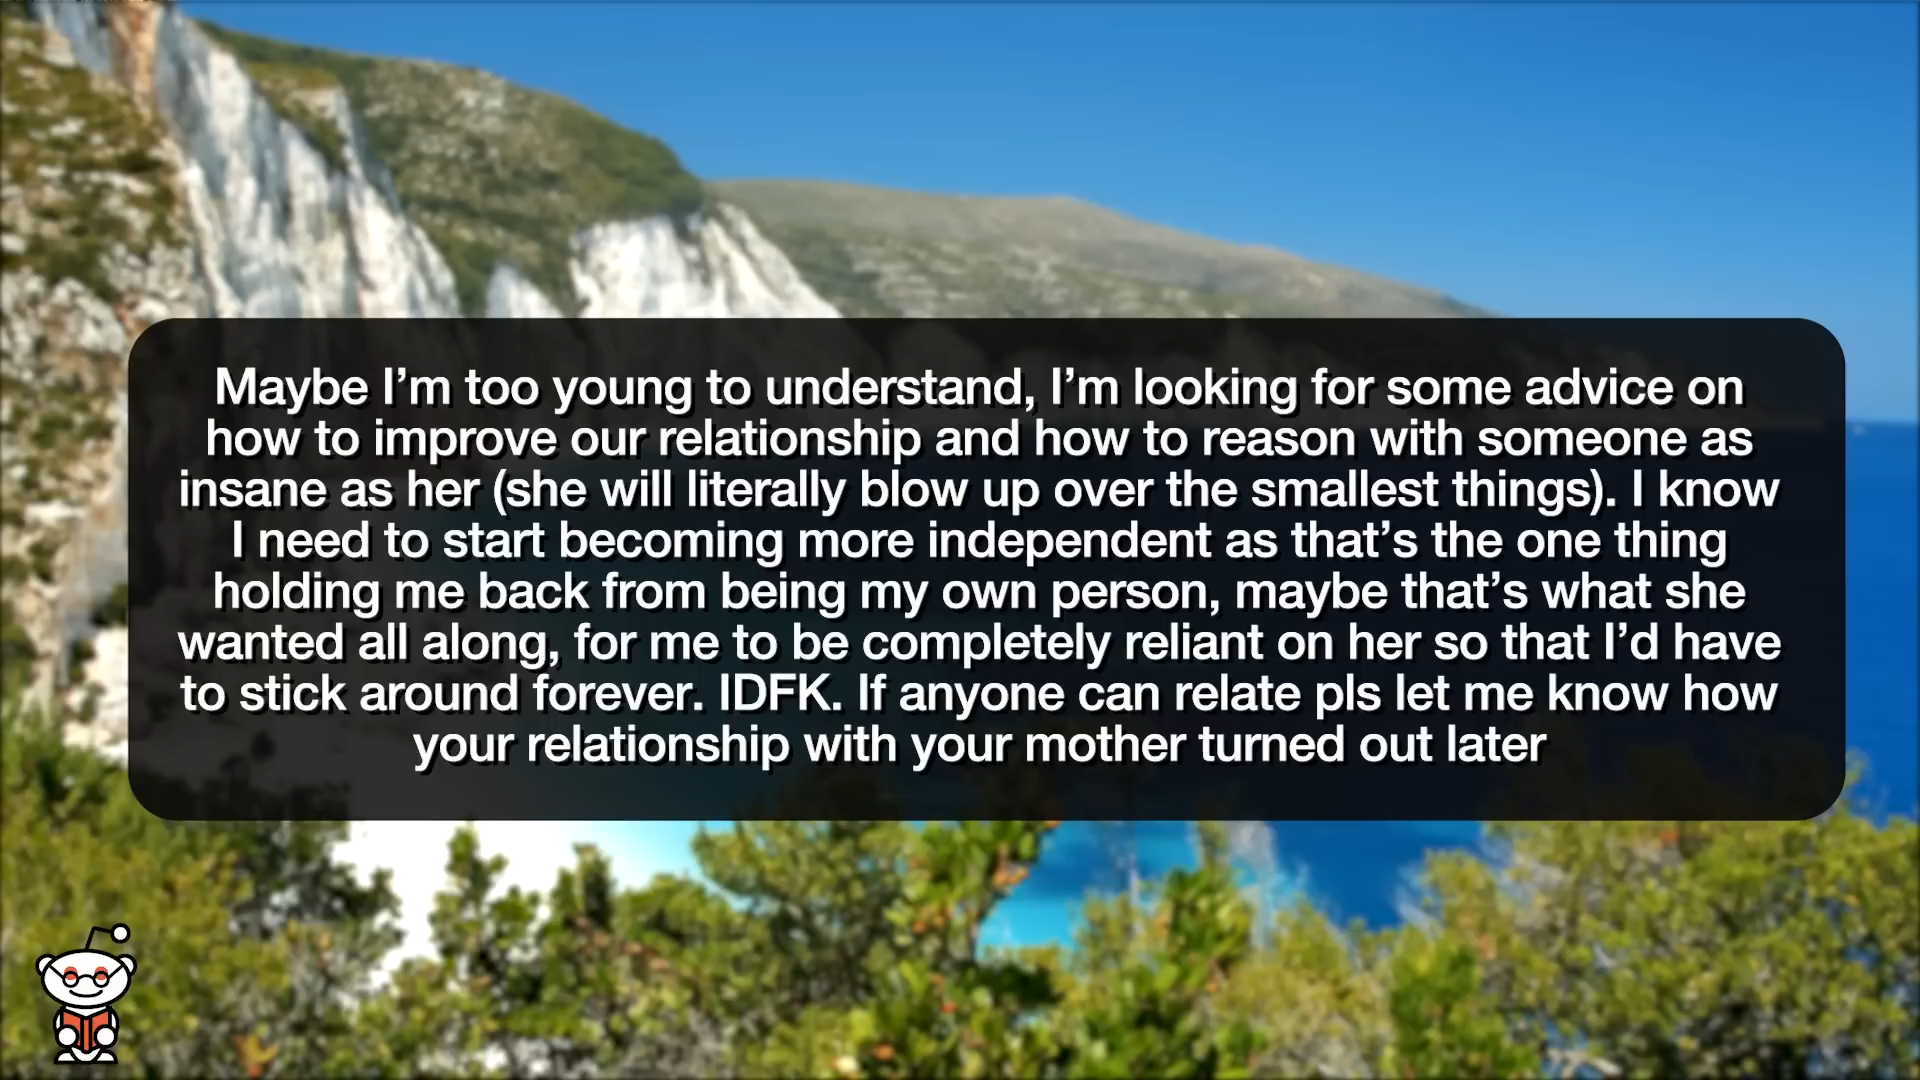 Maybe I’m too young to understand, I’m looking for some advice on
how to improve our relationship and how to reason with someone as
insane as her (she will literally blow up over the smallest things). I know
I need to start becoming more independent as that’s the one thing
holding me back from being my own person, maybe that’s what she
wanted all along, for me to be completely reliant on her so that I’d have
to stick around forever. IDFK. If anyone can relate pls let me know how
your relationship with your mother turned out later